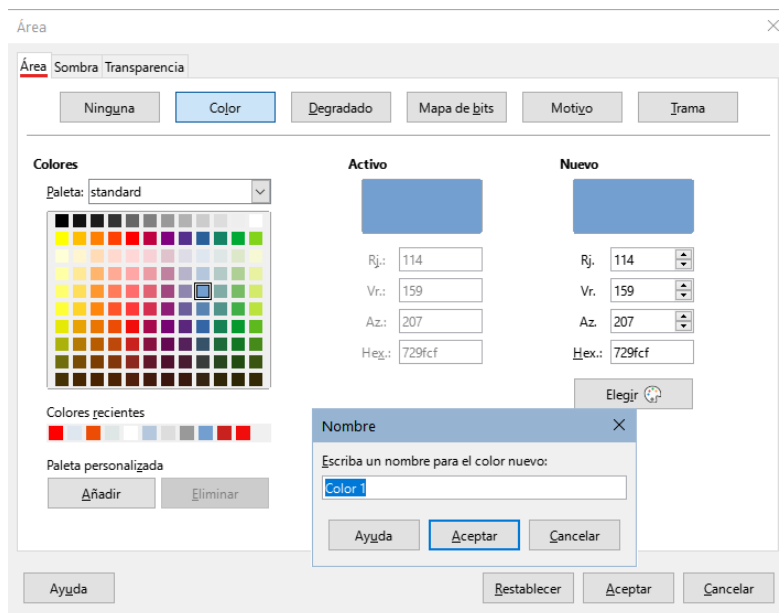 Área
Área Sombra Transparencia
Ninguna Color Degradado Mapa de bits Motivo Trama
Colores Activo Nuevo
Paleta: standard
Rj.: 114 Rj. 114
Vr.: 159 Vr. 159
Az.: 207 Az. 207
Hex.: 729fcf Hex.: 729fcf
Elegir
Colores recientes
Nombre
Escriba un nombre para el color nuevo:
Paleta personalizada
Color 1
Añadir Eliminar
Ayuda Aceptar Cancelar
Ayuda Restablecer Aceptar Cancelar